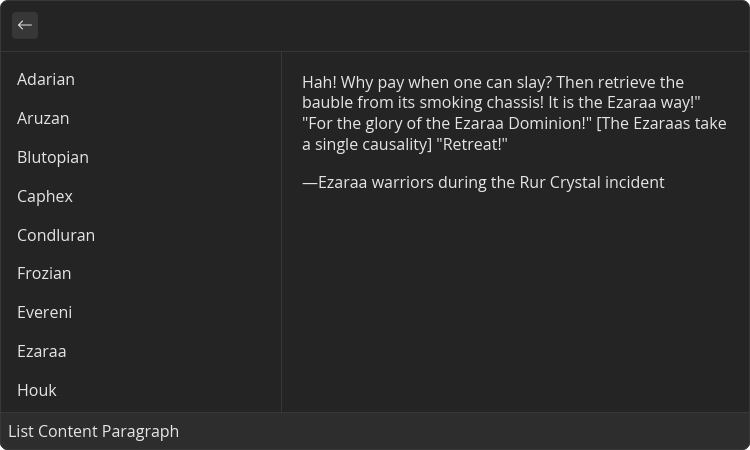 Adarian
Aruzan
Blutopian
Caphex
Condluran
Frozian
Evereni
Ezaraa
Houk
Hah! Why pay when one can slay? Then retrieve the
bauble from its smoking chassis! It is the Ezaraa way!"
"For the glory of the Ezaraa Dominion!" [The Ezaraas take
a single causality] "Retreat!"
—Ezaraa warriors during the Rur Crystal incident
List Content Paragraph